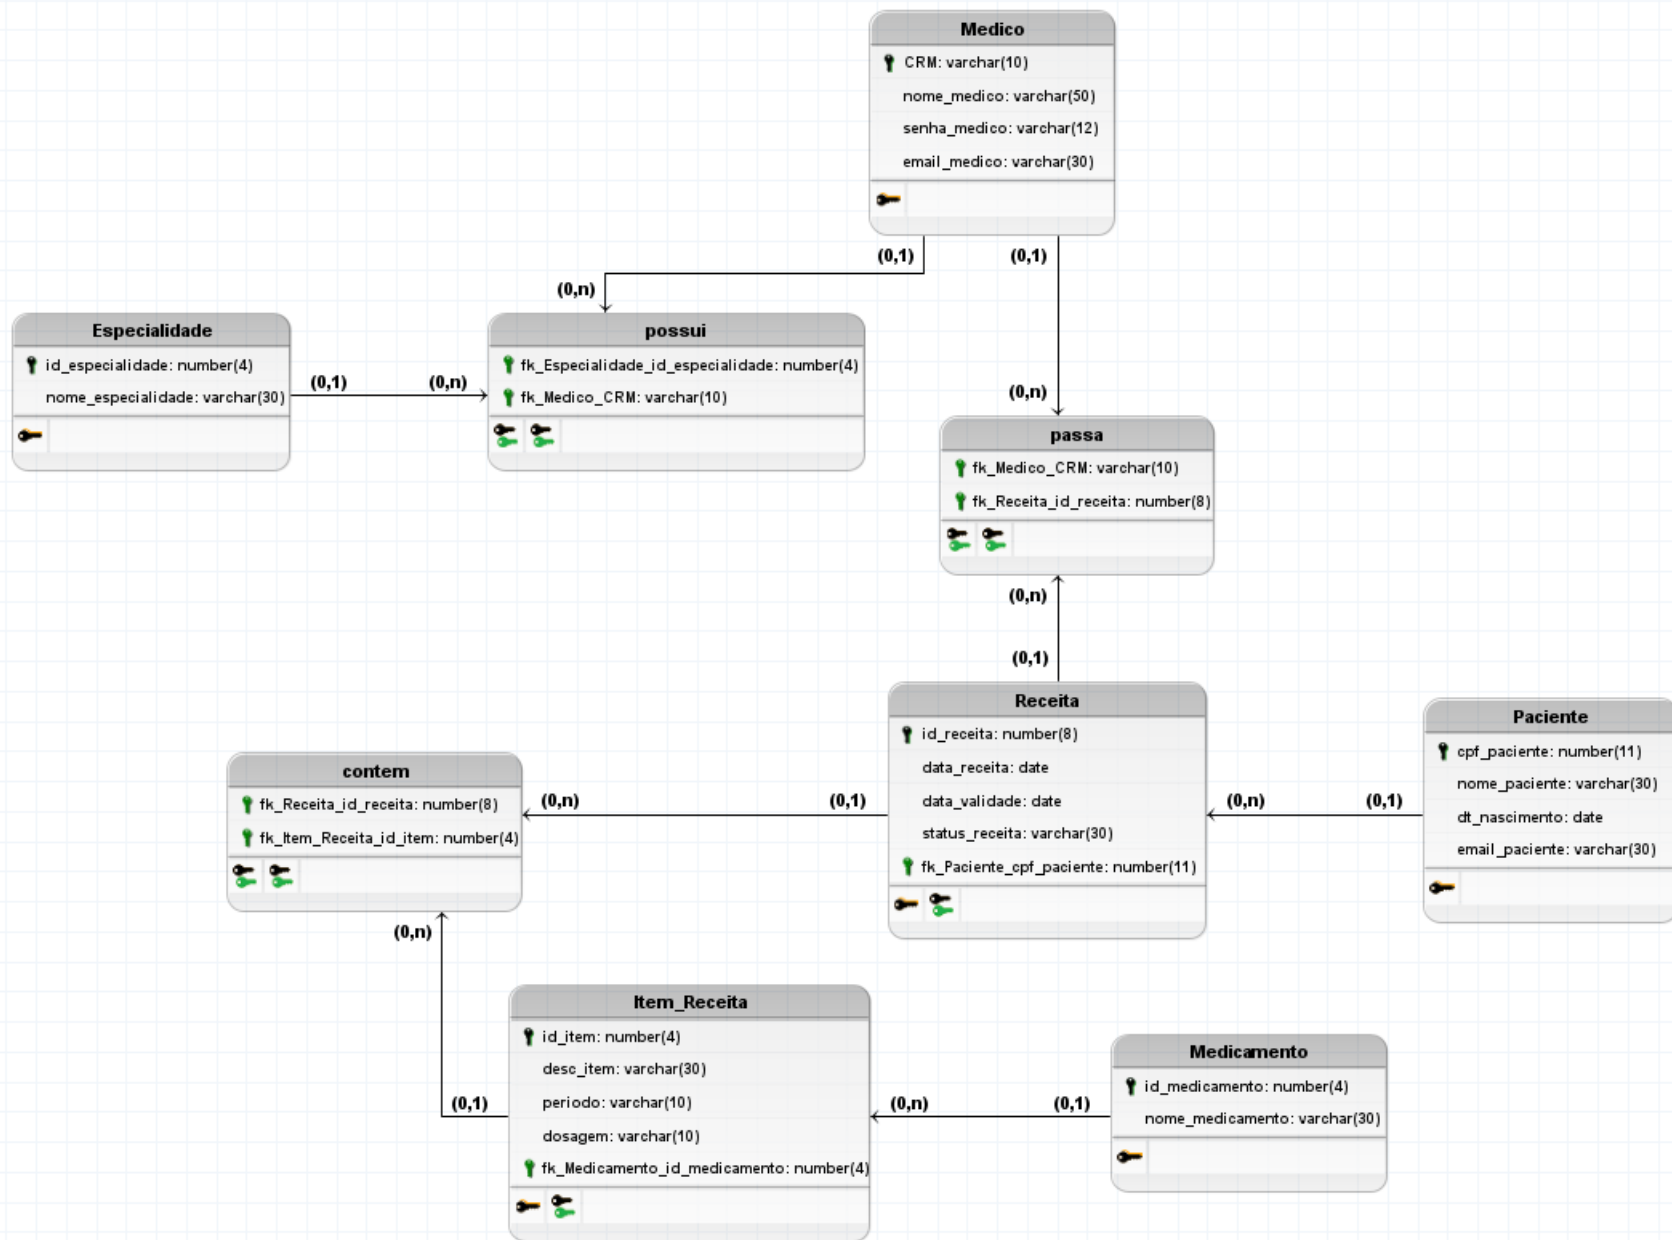 Medico
CRM: varchar(10)
nome_medico: varchar(50)
senha_medico: varchar(12)
email_medico: varchar(30)
(0,1)
(0,1)
(0,n)
Especialidade
id_especialidade: number(4)
nome_especialidade: varchar(30)
(0,1)
(0,n)
possui
fk_Especialidade_id_especialidade: number(4)
fk_Medico_CRM: varchar(10)
(0,n)
passa
fk_Medico_CRM: varchar(10)
fk_Receita_id_receita: number(8)
(0,n)
(0,1)
Receita
id_receita: number(8)
data_receita: date
data_validade: date
status_receita: varchar(30)
fk_Paciente_cpf_paciente: number(11)
Paciente
cpf_paciente: number(11)
nome_paciente: varchar(30)
dt_nascimento: date
email_paciente: varchar(30)
(0,n)
(0,1)
contem
fk_Receita_id_receita: number(8)
fk_Item_Receita_id_item: number(4)
(0,n)
(0,1)
(0,n)
(0,1)
Item_Receita
id_item: number(4)
desc_item: varchar(30)
periodo: varchar(10)
dosagem: varchar(10)
fk_Medicamento_id_medicamento: number(4)
(0,n)
(0,1)
Medicamento
id_medicamento: number(4)
nome_medicamento: varchar(30)